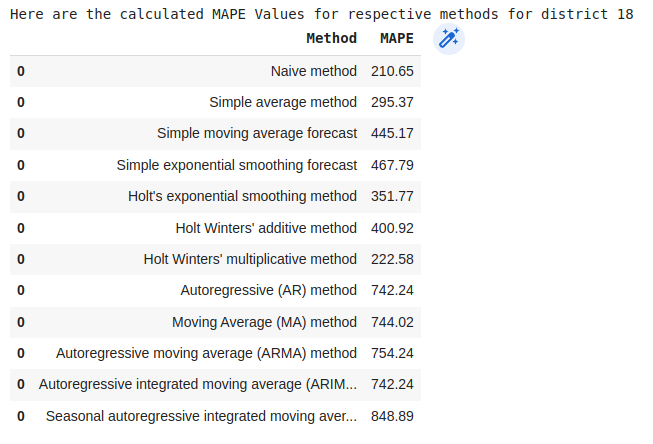 Here are the calculated MAPE Values for respective methods for district 18
Method MAPE
0 Naive method 210.65
0 Simple average method 295.37
0 Simple moving average forecast 445.17
0 Simple exponential smoothing forecast 467.79
0 Holt's exponential smoothing method 351.77
0 Holt Winters' additive method 400.92
0 Holt Winters' multiplicative method 222.58
0 Autoregressive (AR) method 742.24
0 Moving Average (MA) method 744.02
0 Autoregressive moving average (ARMA) method 754.24
0 Autoregressive integrated moving average (ARIM... 742.24
0 Seasonal autoregressive integrated moving aver... 848.89